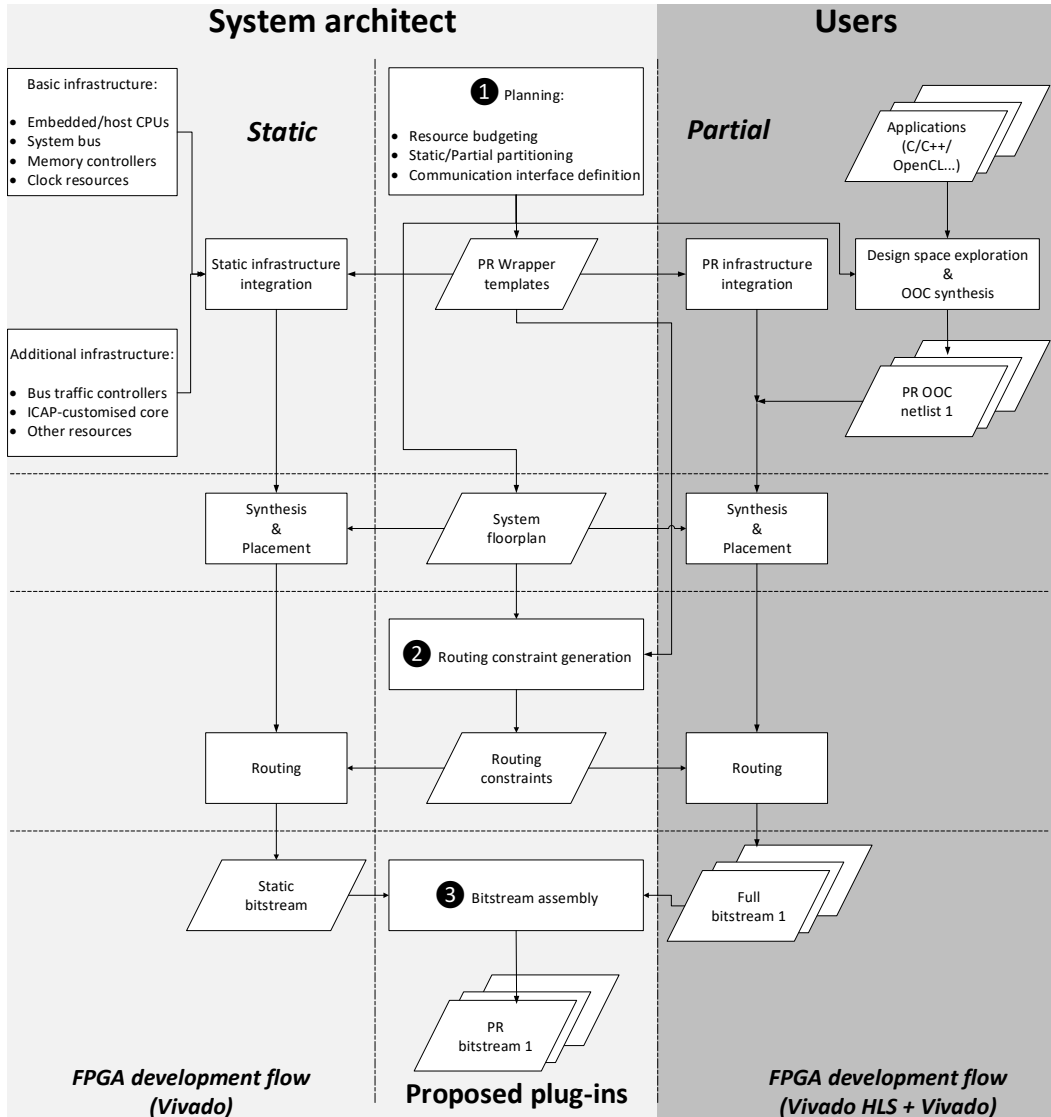 System architect
Users
Basic infrastructure:
• Embedded/host CPUs
• System bus
• Memory controllers
• Clock resources
Static
1 Planning:
• Resource budgeting
• Static/Partial partitioning
• Communication interface definition
Partial
Applications
(C/C++/
OpenCL...)
Static infrastructure
integration
PR Wrapper
templates
PR infrastructure
integration
Design space exploration
&
OOC synthesis
Additional infrastructure:
• Bus traffic controllers
• ICAP-customised core
• Other resources
PR OOC
netlist 1
Synthesis
&
Placement
System
floorplan
Synthesis
&
Placement
2 Routing constraint generation
Routing
Routing
constraints
Routing
Static
bitstream
3 Bitstream assembly
Full
bitstream 1
PR
bitstream 1
FPGA development flow
(Vivado)
Proposed plug-ins
FPGA development flow
(Vivado HLS + Vivado)